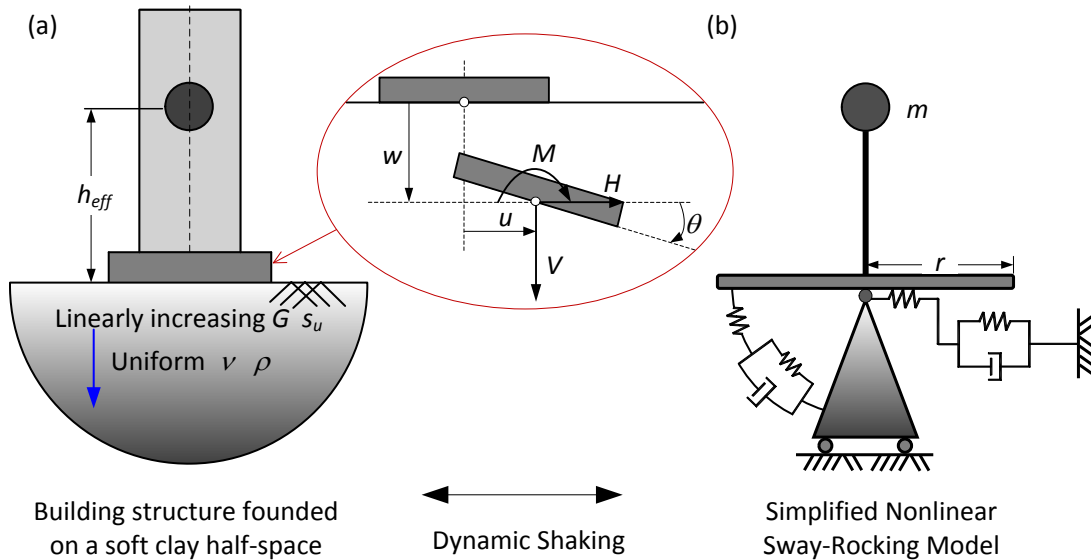 (a)
h_eff
Linearly increasing G s_u
Uniform ν ρ
Building structure founded
on a soft clay half-space
w
M
H
u
θ
V
Dynamic Shaking
(b)
m
r
Simplified Nonlinear
Sway-Rocking Model